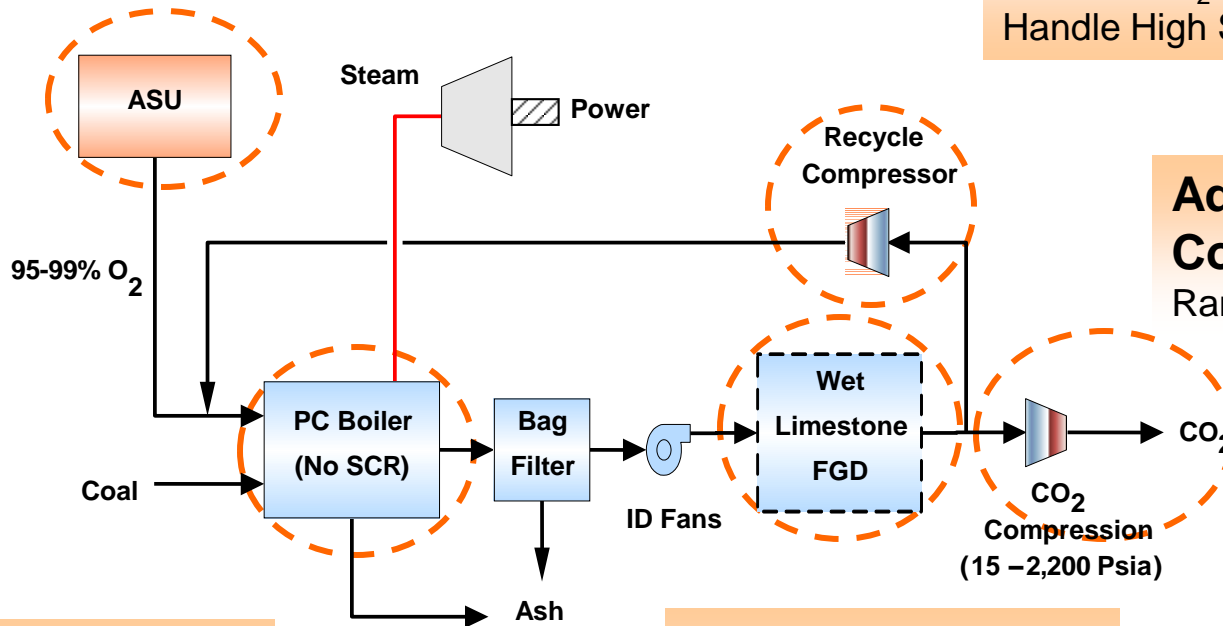 2
Handle High S
ASU
Steam
Power
Recycle
Compressor
Co
Ran
95-99% O2
PC Boiler
(No SCR)
Bag
Filter
Wet
Limestone
FGD
CO2
Coal
ID Fans
CO2
Compression
(15 – 2,200 Psia)
Ash